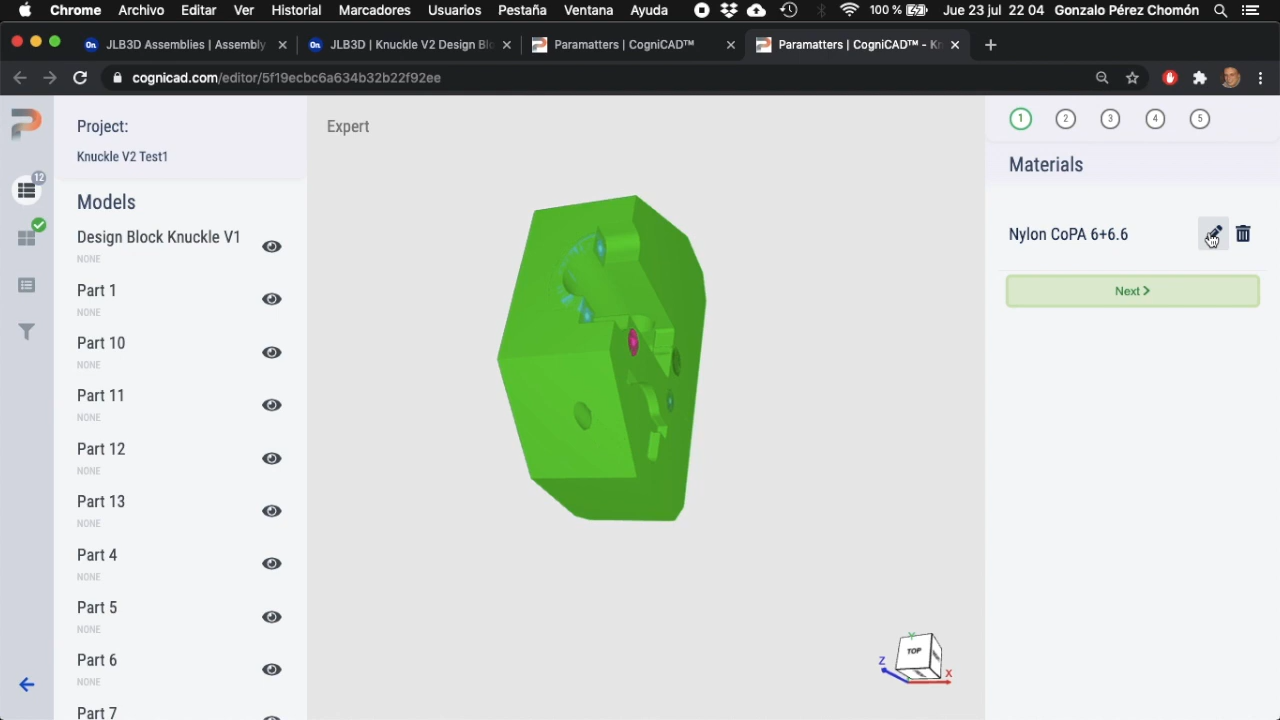 Chrome Archivo Editar Ver Historial Marcadores Usuarios Pestaña Ventana Ayuda 100 % Jue 23 jul 22 04 Gonzalo Pérez Chomón
On JLB3D Assemblies | Assembly On JLB3D | Knuckle V2 Design Blo Paramatters | CogniCAD™ Paramatters | CogniCAD™ - Kn
cognicad.com/editor/5f19ecbc6a634b32b22f92ee
Project:
Knuckle V2 Test1
12
Models
Design Block Knuckle V1
NONE
Part 1
NONE
Part 10
NONE
Part 11
NONE
Part 12
NONE
Part 13
NONE
Part 4
NONE
Part 5
NONE
Part 6
NONE
Part 7
Expert
Y
TOP
Z
X
1 2 3 4 5
Materials
Nylon CoPA 6+6.6
Next